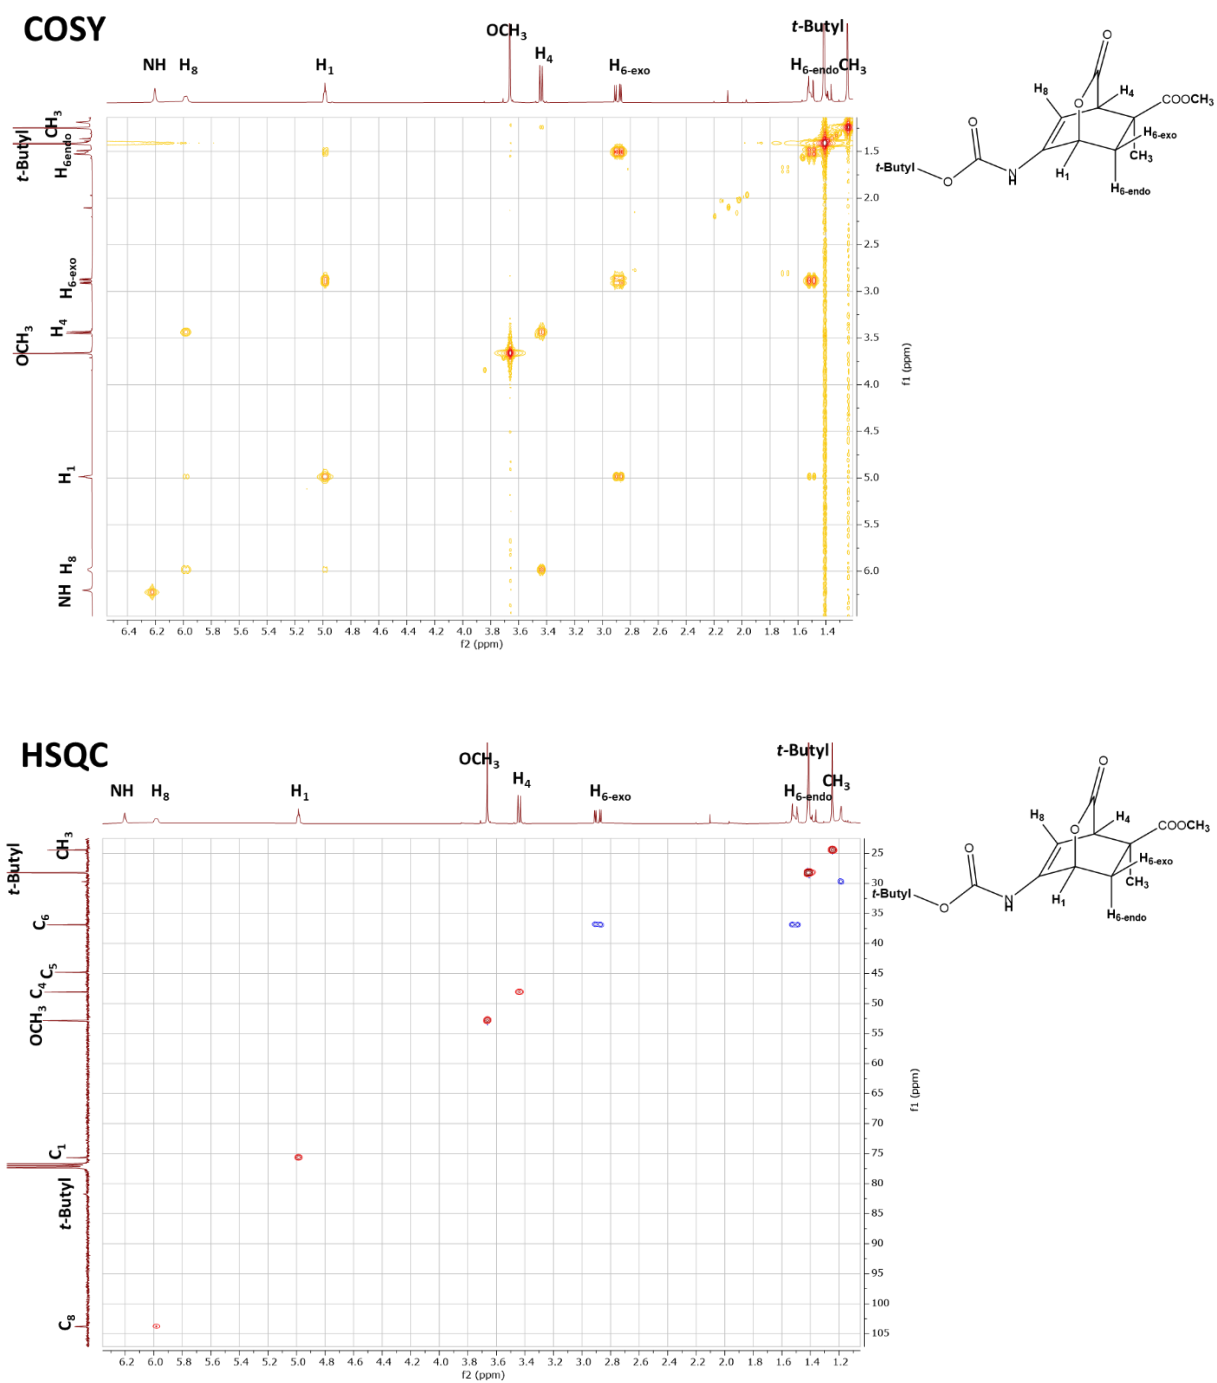 COSY
NH H8 H1 OCH3 H4 H6-exo t-Butyl H6-endo CH3
CH3
t-Butyl
H6endo
H6-exo
H4
OCH3
H1
H8
NH
1.5
2.0
2.5
3.0
3.5
4.0
4.5
5.0
5.5
6.0
f1 (ppm)
6.4 6.2 6.0 5.8 5.6 5.4 5.2 5.0 4.8 4.6 4.4 4.2 4.0 3.8 3.6 3.4 3.2 3.0 2.8 2.6 2.4 2.2 2.0 1.8 1.6 1.4
f2 (ppm)
O
H8 O H4 COOCH3
O H6-exo
t-Butyl CH3
O N H H1
H6-endo
HSQC
NH H8 H1 OCH3 H4 H6-exo t-Butyl H6-endo CH3
CH3
t-Butyl
C6
C5
C4
OCH3
C1
t-Butyl
C8
25
30
35
40
45
50
55
60
65
70
75
80
85
90
95
100
105
f1 (ppm)
6.2 6.0 5.8 5.6 5.4 5.2 5.0 4.8 4.6 4.4 4.2 4.0 3.8 3.6 3.4 3.2 3.0 2.8 2.6 2.4 2.2 2.0 1.8 1.6 1.4 1.2
f2 (ppm)
O
H8 O H4 COOCH3
O H6-exo
t-Butyl CH3
O N H H1
H6-endo